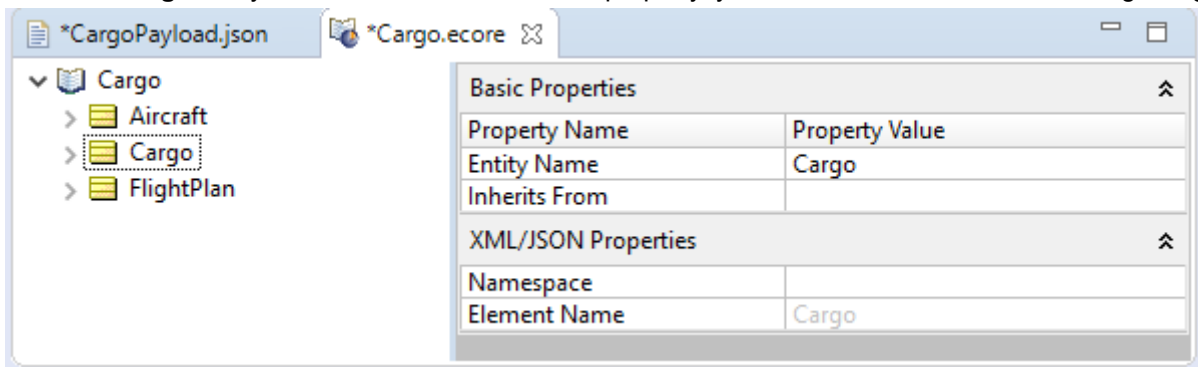 *CargoPayload.json
*Cargo.ecore
Cargo
Aircraft
Cargo
FlightPlan
Basic Properties
Property Name Property Value
Entity Name Cargo
Inherits From
XML/JSON Properties
Namespace
Element Name Cargo